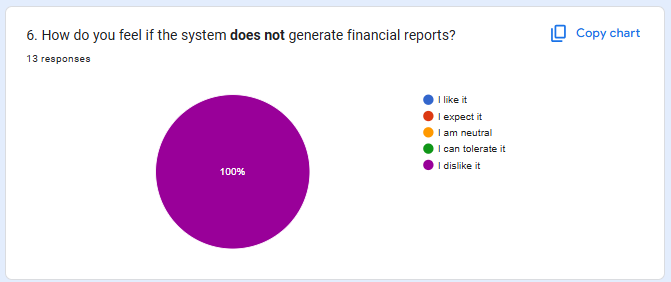 6. How do you feel if the system does not generate financial reports?
Copy chart
13 responses
100%
I like it
I expect it
I am neutral
I can tolerate it
I dislike it